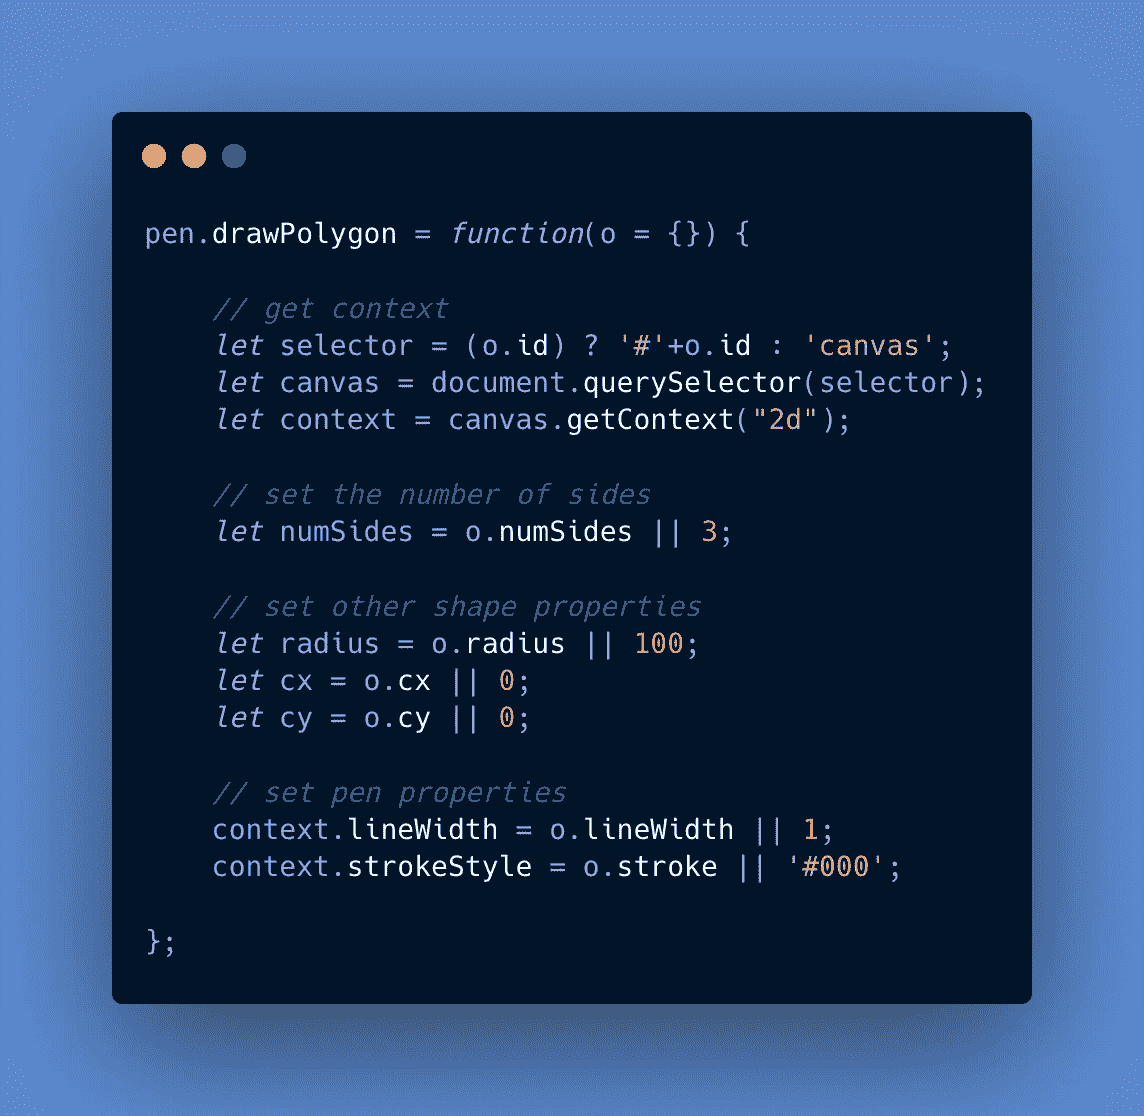 pen.drawPolygon = function(o = {}) {
// get context
let selector = (o.id) ? '#'+o.id : 'canvas';
let canvas = document.querySelector(selector);
let context = canvas.getContext("2d");
// set the number of sides
let numSides = o.numSides || 3;
// set other shape properties
let radius = o.radius || 100;
let cx = o.cx || 0;
let cy = o.cy || 0;
// set pen properties
context.lineWidth = o.lineWidth || 1;
context.strokeStyle = o.stroke || '#000';
};